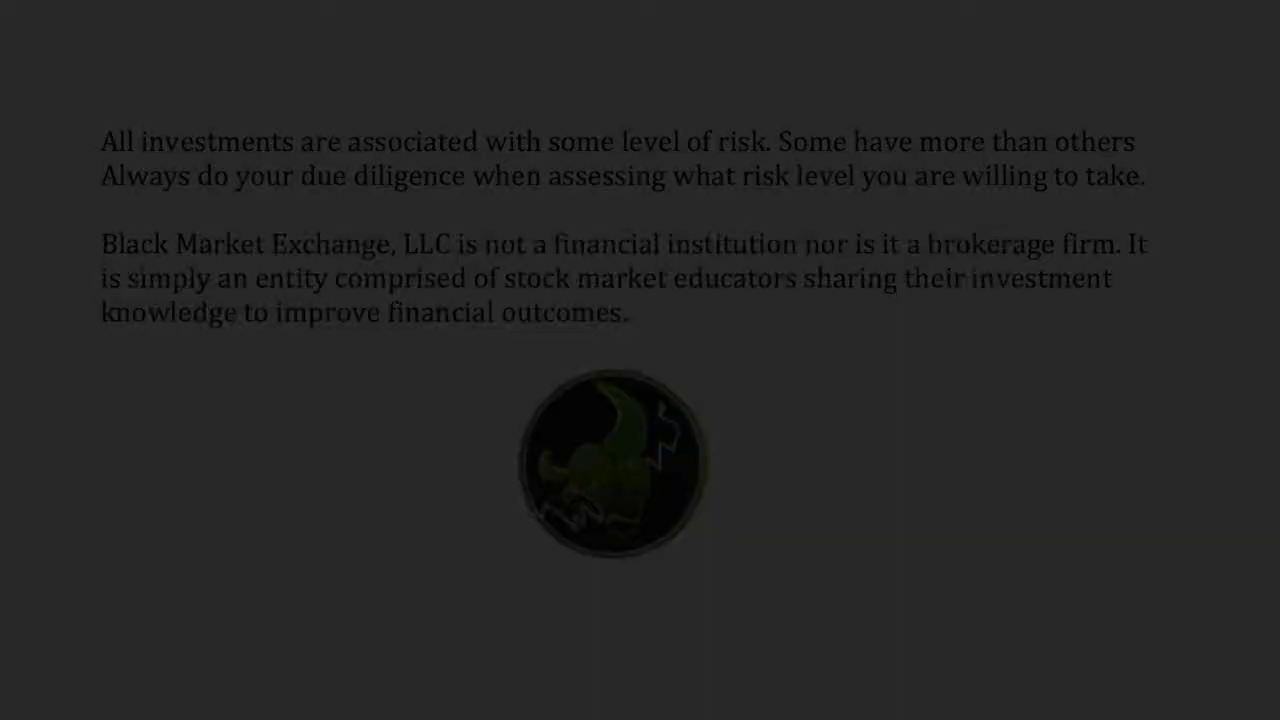 All investments are associated with some level of risk. Some have more than others
Always do your due diligence when assessing what risk level you are willing to take.
Black Market Exchange, LLC is not a financial institution nor is it a brokerage firm. It
is simply an entity comprised of stock market educators sharing their investment
knowledge to improve financial outcomes.